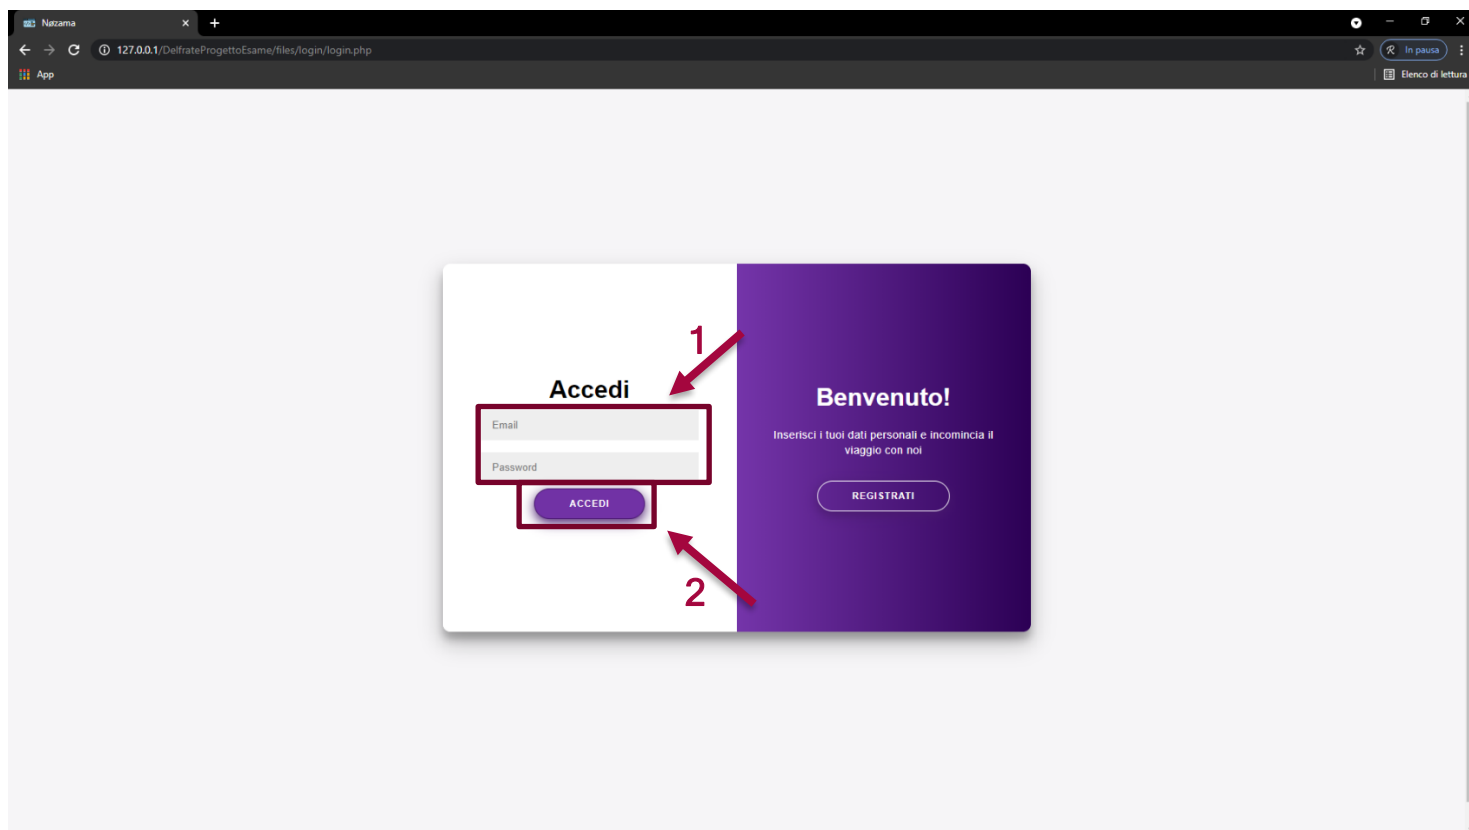 Nøzama
127.0.0.1/DelfrateProgettoEsame/files/login/login.php
R In pausa
App
Elenco di lettura
1
Accedi
Email
Password
ACCEDI
2
Benvenuto!
Inserisci i tuoi dati personali e incomincia il
viaggio con noi
REGISTRATI